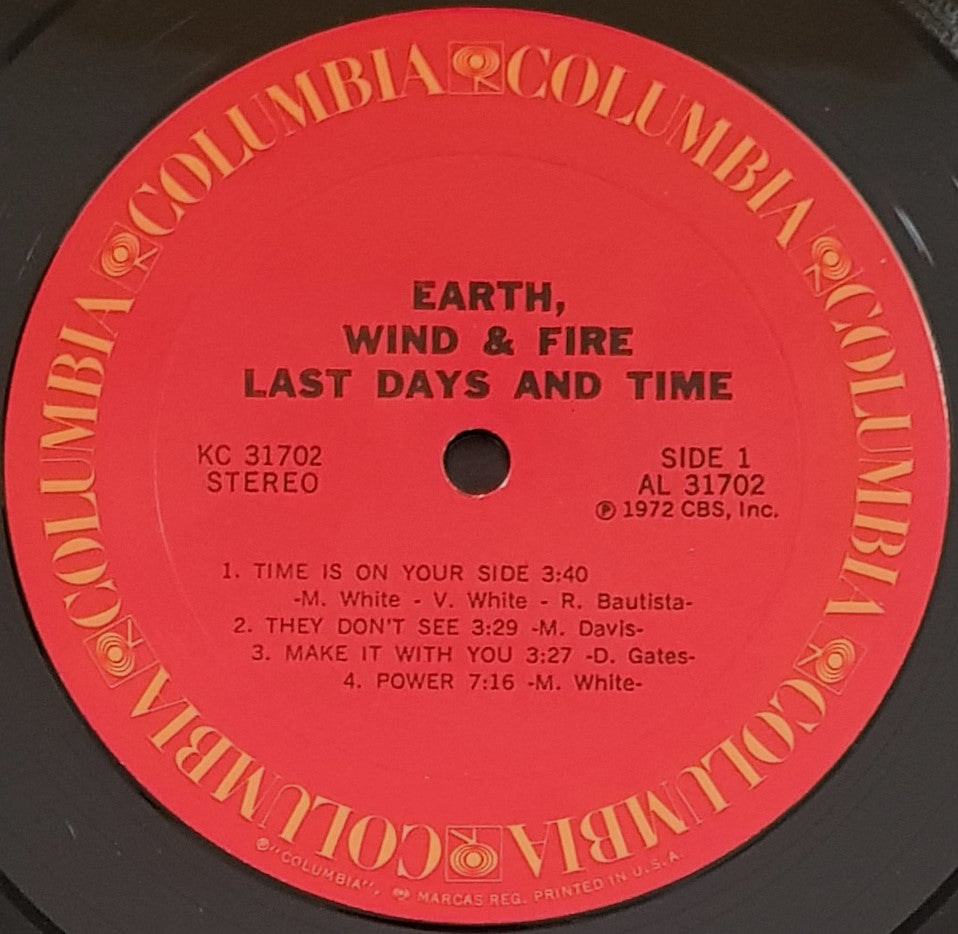 COLUMBIA COLUMBIA COLUMBIA COLUMBIA COLUMBIA COLUMBIA
EARTH,
WIND & FIRE
LAST DAYS AND TIME
KC 31702
STEREO
SIDE 1
AL 31702
℗ 1972 CBS, Inc.
1. TIME IS ON YOUR SIDE 3:40
-M. White - V. White - R. Bautista-
2. THEY DON'T SEE 3:29 -M. Davis-
3. MAKE IT WITH YOU 3:27 -D. Gates-
4. POWER 7:16 -M. White-
"COLUMBIA", MARCAS REG. PRINTED IN U.S.A.